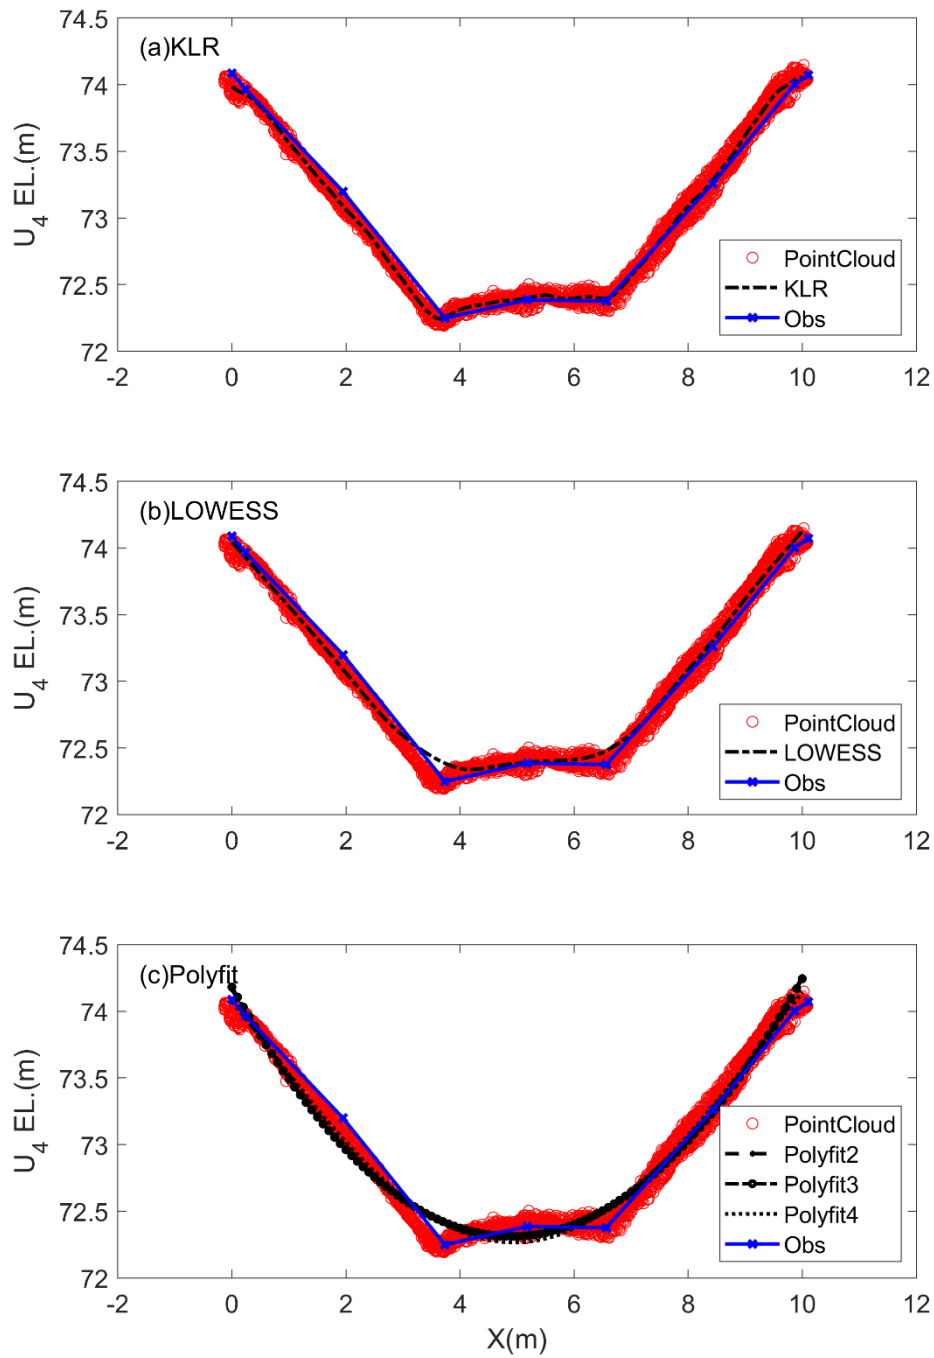 74.5
(a)KLR
74
73.5
73
72.5
72
U4 EL.(m)
PointCloud
KLR
Obs
-2 0 2 4 6 8 10 12
74.5
(b)LOWESS
74
73.5
73
72.5
72
U4 EL.(m)
PointCloud
LOWESS
Obs
-2 0 2 4 6 8 10 12
74.5
(c)Polyfit
74
73.5
73
72.5
72
U4 EL.(m)
PointCloud
Polyfit2
Polyfit3
Polyfit4
Obs
-2 0 2 4 6 8 10 12
X(m)